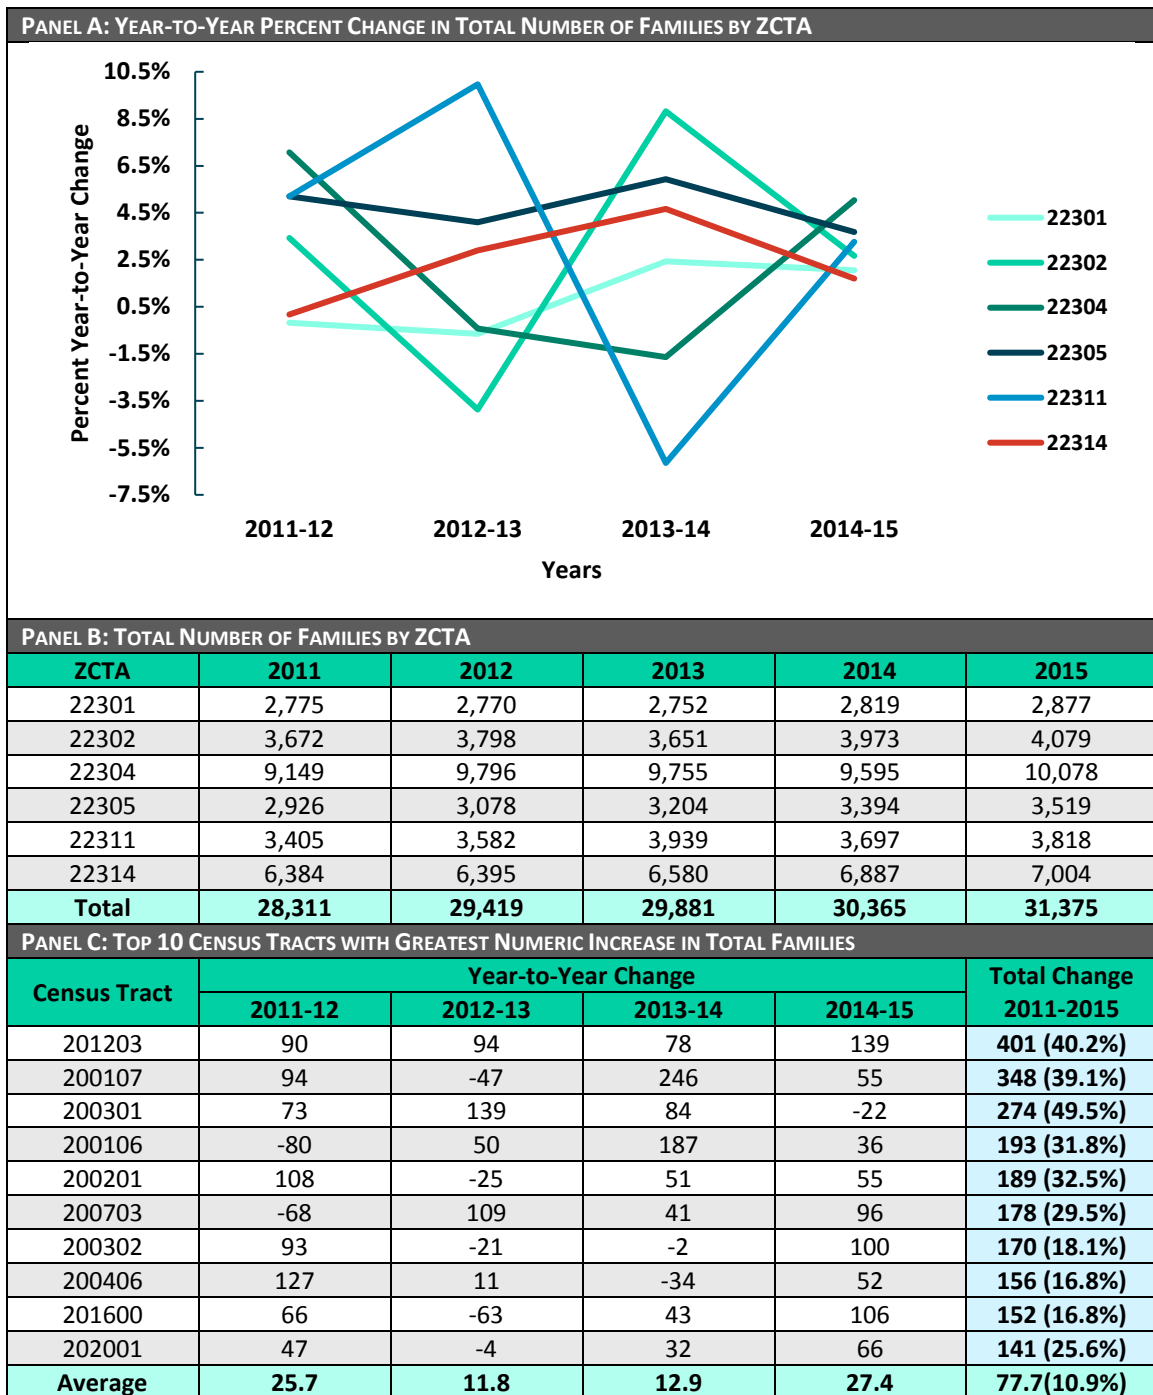 PANEL A: YEAR-TO-YEAR PERCENT CHANGE IN TOTAL NUMBER OF FAMILIES BY ZCTA
10.5%
8.5%
6.5%
4.5%
2.5%
0.5%
-1.5%
-3.5%
-5.5%
-7.5%
Percent Year-to-Year Change
2011-12 2012-13 2013-14 2014-15
Years
22301
22302
22304
22305
22311
22314
PANEL B: TOTAL NUMBER OF FAMILIES BY ZCTA
ZCTA 2011 2012 2013 2014 2015
22301 2,775 2,770 2,752 2,819 2,877
22302 3,672 3,798 3,651 3,973 4,079
22304 9,149 9,796 9,755 9,595 10,078
22305 2,926 3,078 3,204 3,394 3,519
22311 3,405 3,582 3,939 3,697 3,818
22314 6,384 6,395 6,580 6,887 7,004
Total 28,311 29,419 29,881 30,365 31,375
PANEL C: TOP 10 CENSUS TRACTS WITH GREATEST NUMERIC INCREASE IN TOTAL FAMILIES
Census Tract Year-to-Year Change Total Change
2011-12 2012-13 2013-14 2014-15 2011-2015
201203 90 94 78 139 401 (40.2%)
200107 94 -47 246 55 348 (39.1%)
200301 73 139 84 -22 274 (49.5%)
200106 -80 50 187 36 193 (31.8%)
200201 108 -25 51 55 189 (32.5%)
200703 -68 109 41 96 178 (29.5%)
200302 93 -21 -2 100 170 (18.1%)
200406 127 11 -34 52 156 (16.8%)
201600 66 -63 43 106 152 (16.8%)
202001 47 -4 32 66 141 (25.6%)
Average 25.7 11.8 12.9 27.4 77.7(10.9%)